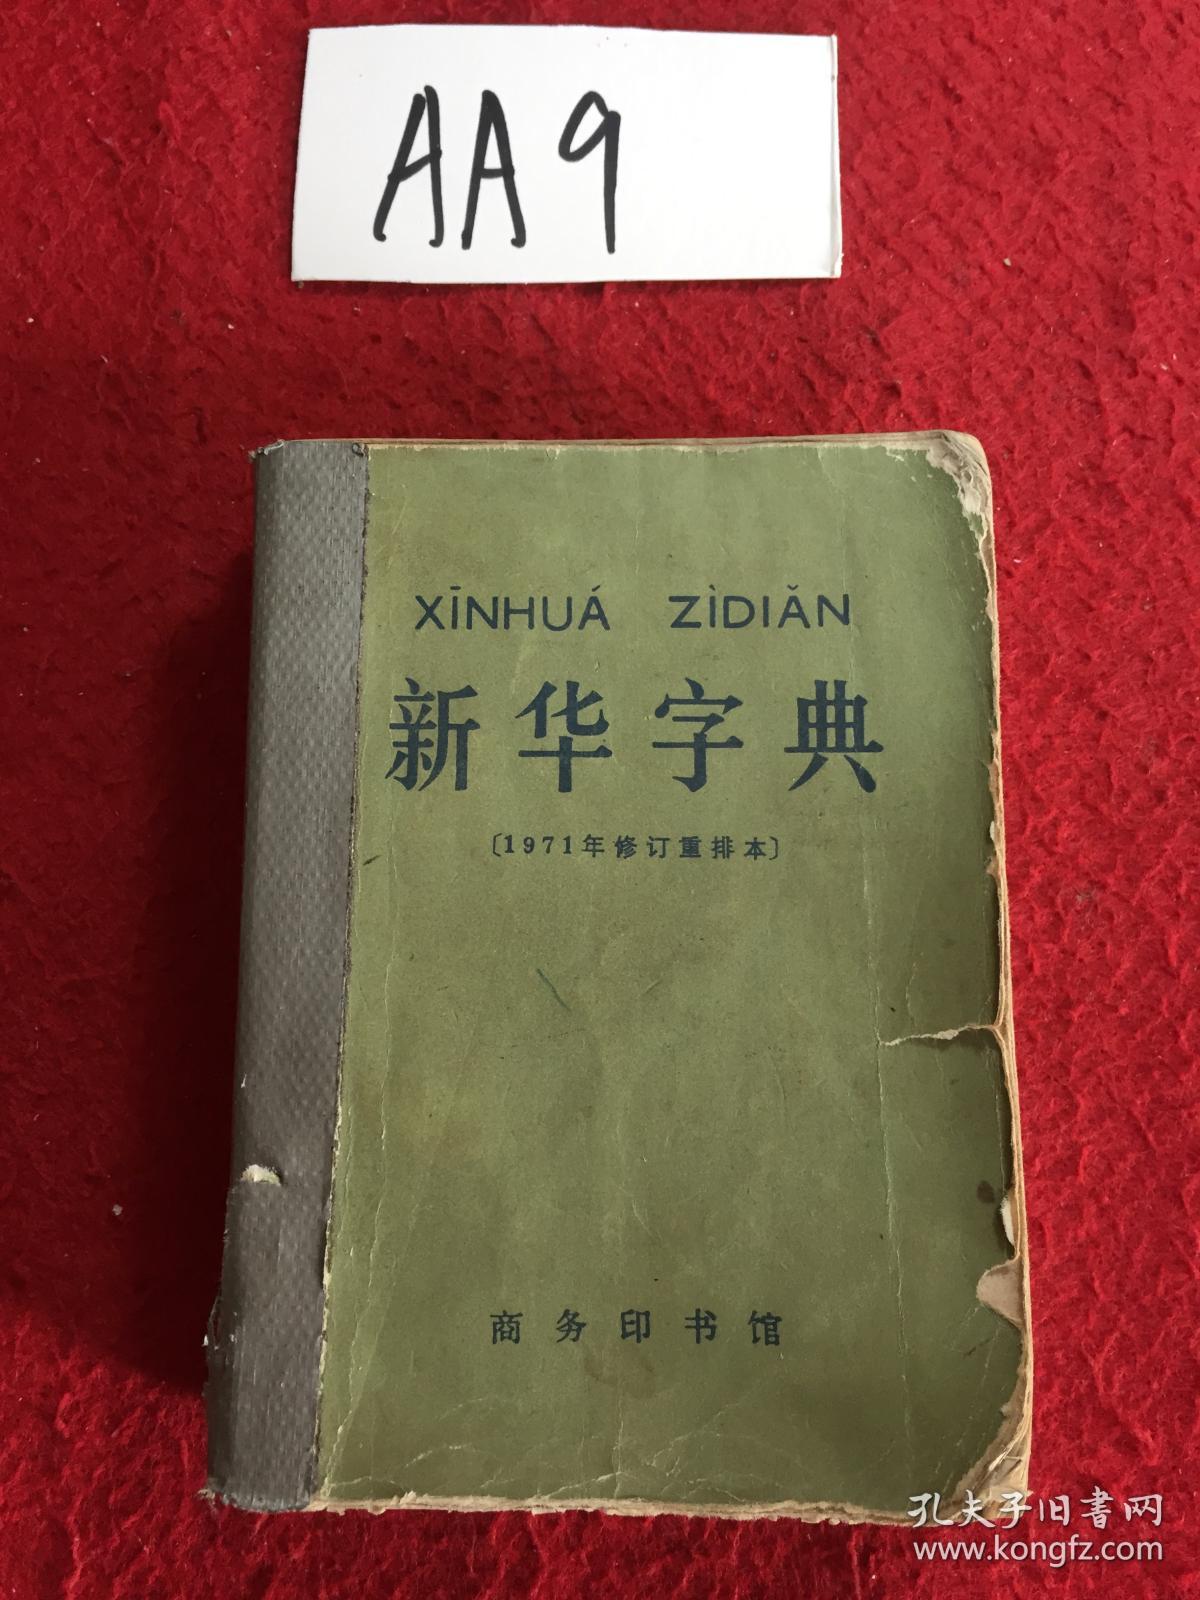 AA9
XĪNHUÁ ZÌDIǍN
新华字典
〔1971年修订重排本〕
商务印书馆
孔夫子旧書网
www.kongfz.com